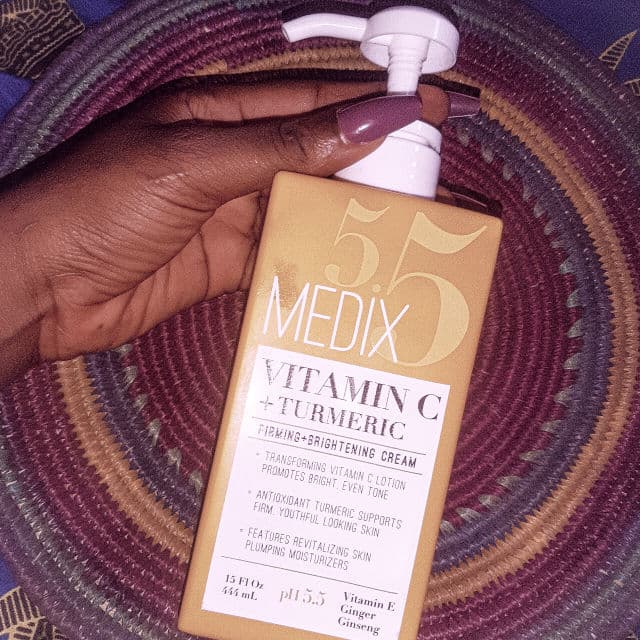 5.5
MEDIX
VITAMIN C
+ TURMERIC
FIRMING+BRIGHTENING CREAM
• TRANSFORMING VITAMIN C LOTION
PROMOTES BRIGHT, EVEN TONE
• ANTIOXIDANT TURMERIC SUPPORTS
FIRM, YOUTHFUL LOOKING SKIN
• FEATURES REVITALIZING SKIN
PLUMPING MOISTURIZERS
15 Fl Oz
444 mL
pH 5.5
Vitamin E
Ginger
Ginseng